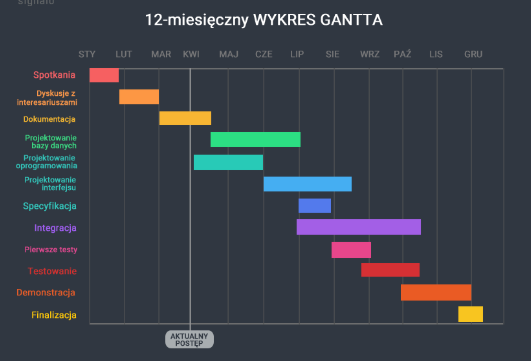 signalo
12-miesięczny WYKRES GANTTA
STY LUT MAR KWI MAJ CZE LIP SIE WRZ PAŹ LIS GRU
Spotkania
Dyskusje z
interesariuszami
Dokumentacja
Projektowanie
bazy danych
Projektowanie
oprogramowania
Projektowanie
interfejsu
Specyfikacja
Integracja
Pierwsze testy
Testowanie
Demonstracja
Finalizacja
AKTUALNY
POSTĘP